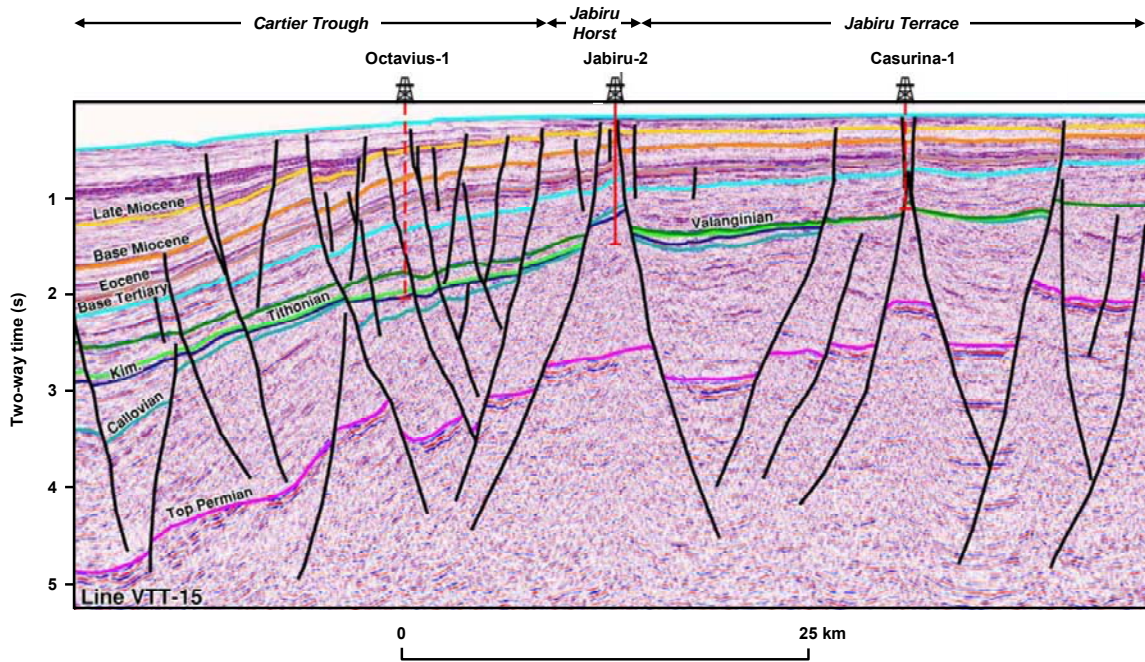 Cartier Trough
Jabiru
Horst
Jabiru Terrace
Octavius-1
Jabiru-2
Casurina-1
Two-way time (s)
1
2
3
4
5
Late Miocene
Base Miocene
Eocene
Base Tertiary
Tithonian
Kim.
Callovian
Top Permian
Valanginian
Line VTT-15
0
25 km